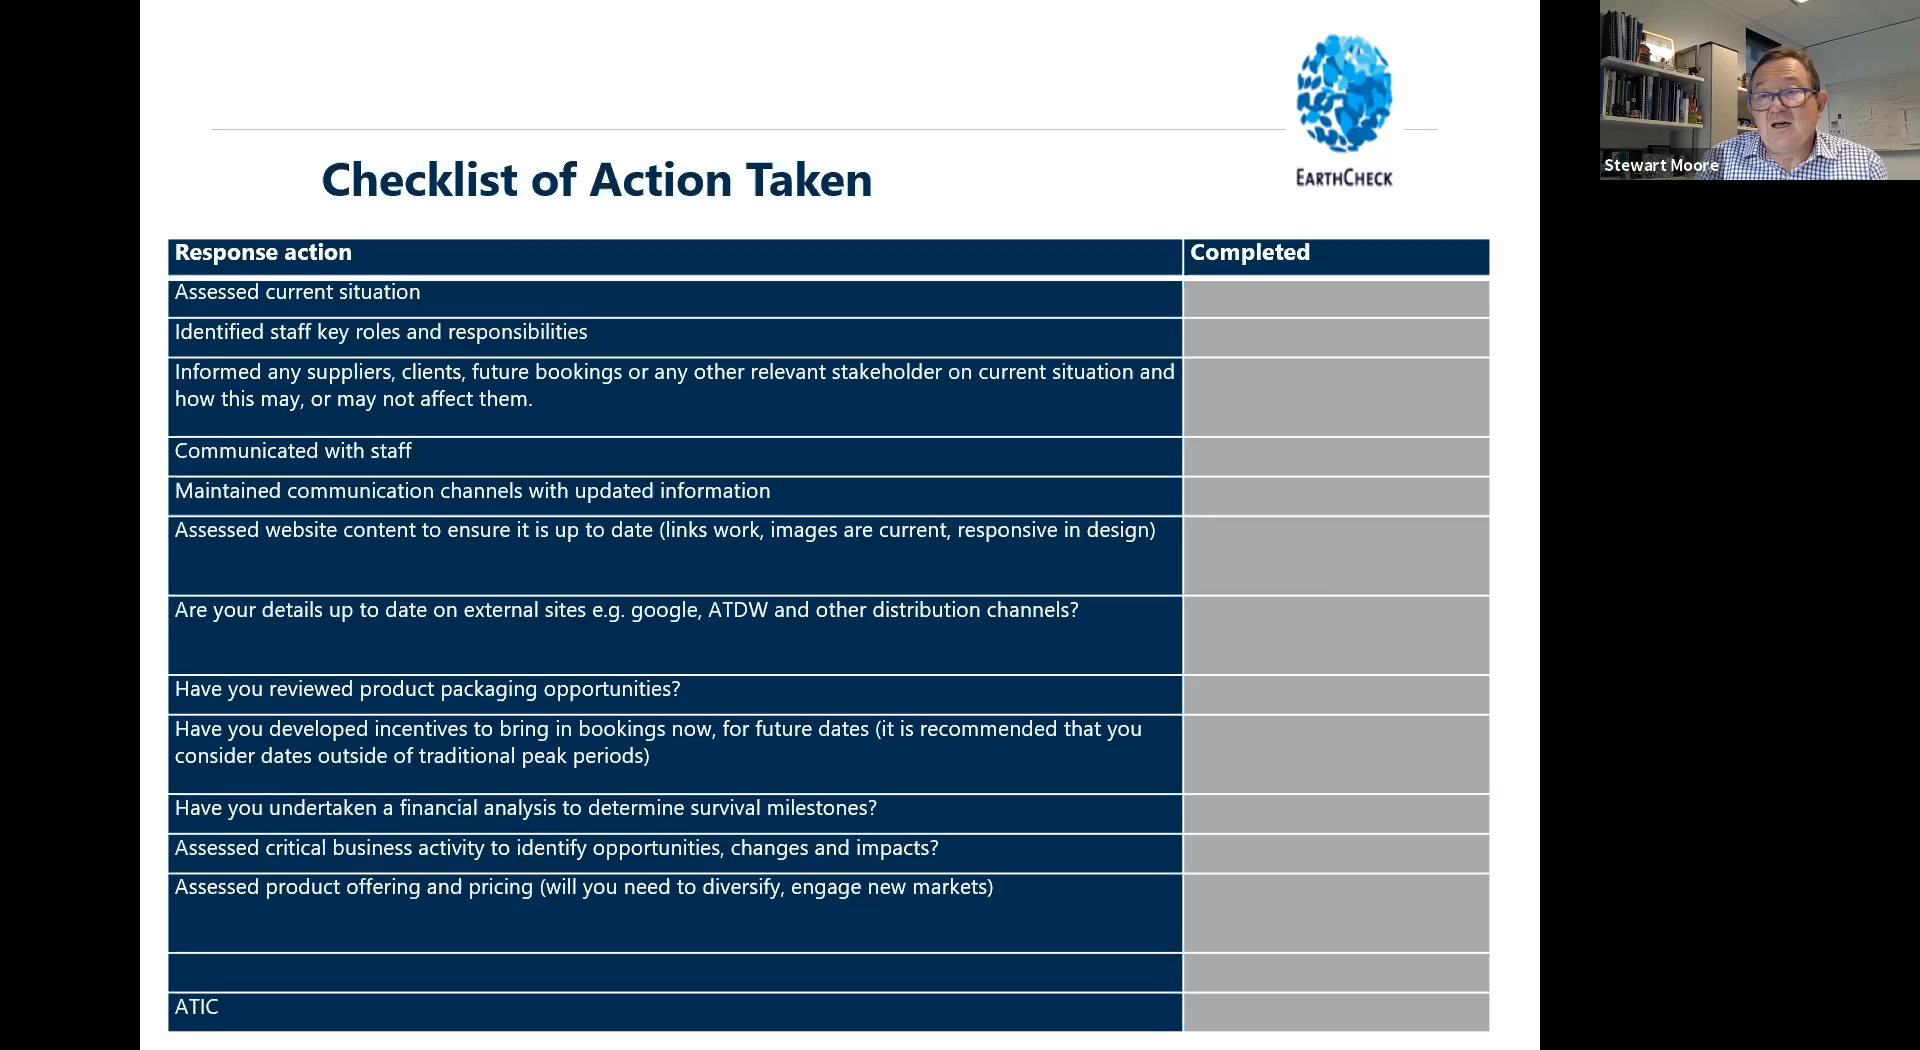 EARTHCHECK
Stewart Moore
Checklist of Action Taken
Response action
Completed
Assessed current situation
Identified staff key roles and responsibilities
Informed any suppliers, clients, future bookings or any other relevant stakeholder on current situation and
how this may, or may not affect them.
Communicated with staff
Maintained communication channels with updated information
Assessed website content to ensure it is up to date (links work, images are current, responsive in design)
Are your details up to date on external sites e.g. google, ATDW and other distribution channels?
Have you reviewed product packaging opportunities?
Have you developed incentives to bring in bookings now, for future dates (it is recommended that you
consider dates outside of traditional peak periods)
Have you undertaken a financial analysis to determine survival milestones?
Assessed critical business activity to identify opportunities, changes and impacts?
Assessed product offering and pricing (will you need to diversify, engage new markets)
ATIC